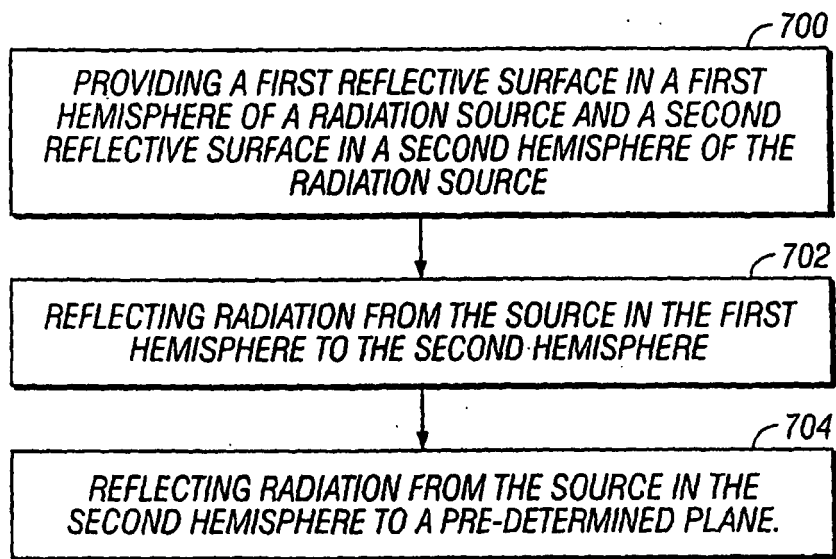 700
PROVIDING A FIRST REFLECTIVE SURFACE IN A FIRST
HEMISPHERE OF A RADIATION SOURCE AND A SECOND
REFLECTIVE SURFACE IN A SECOND HEMISPHERE OF THE
RADIATION SOURCE
702
REFLECTING RADIATION FROM THE SOURCE IN THE FIRST
HEMISPHERE TO THE SECOND HEMISPHERE
704
REFLECTING RADIATION FROM THE SOURCE IN THE
SECOND HEMISPHERE TO A PRE-DETERMINED PLANE.